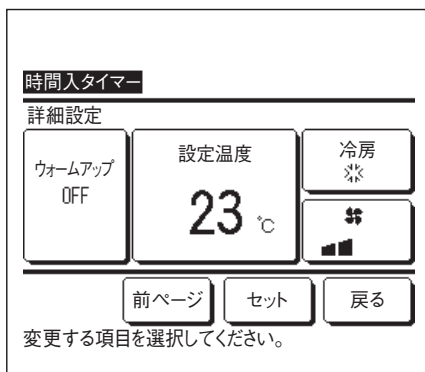 時間入タイマー
詳細設定
ウォームアップ
OFF
設定温度
23 ℃
冷房
前ページ
セット
戻る
変更する項目を選択してください。